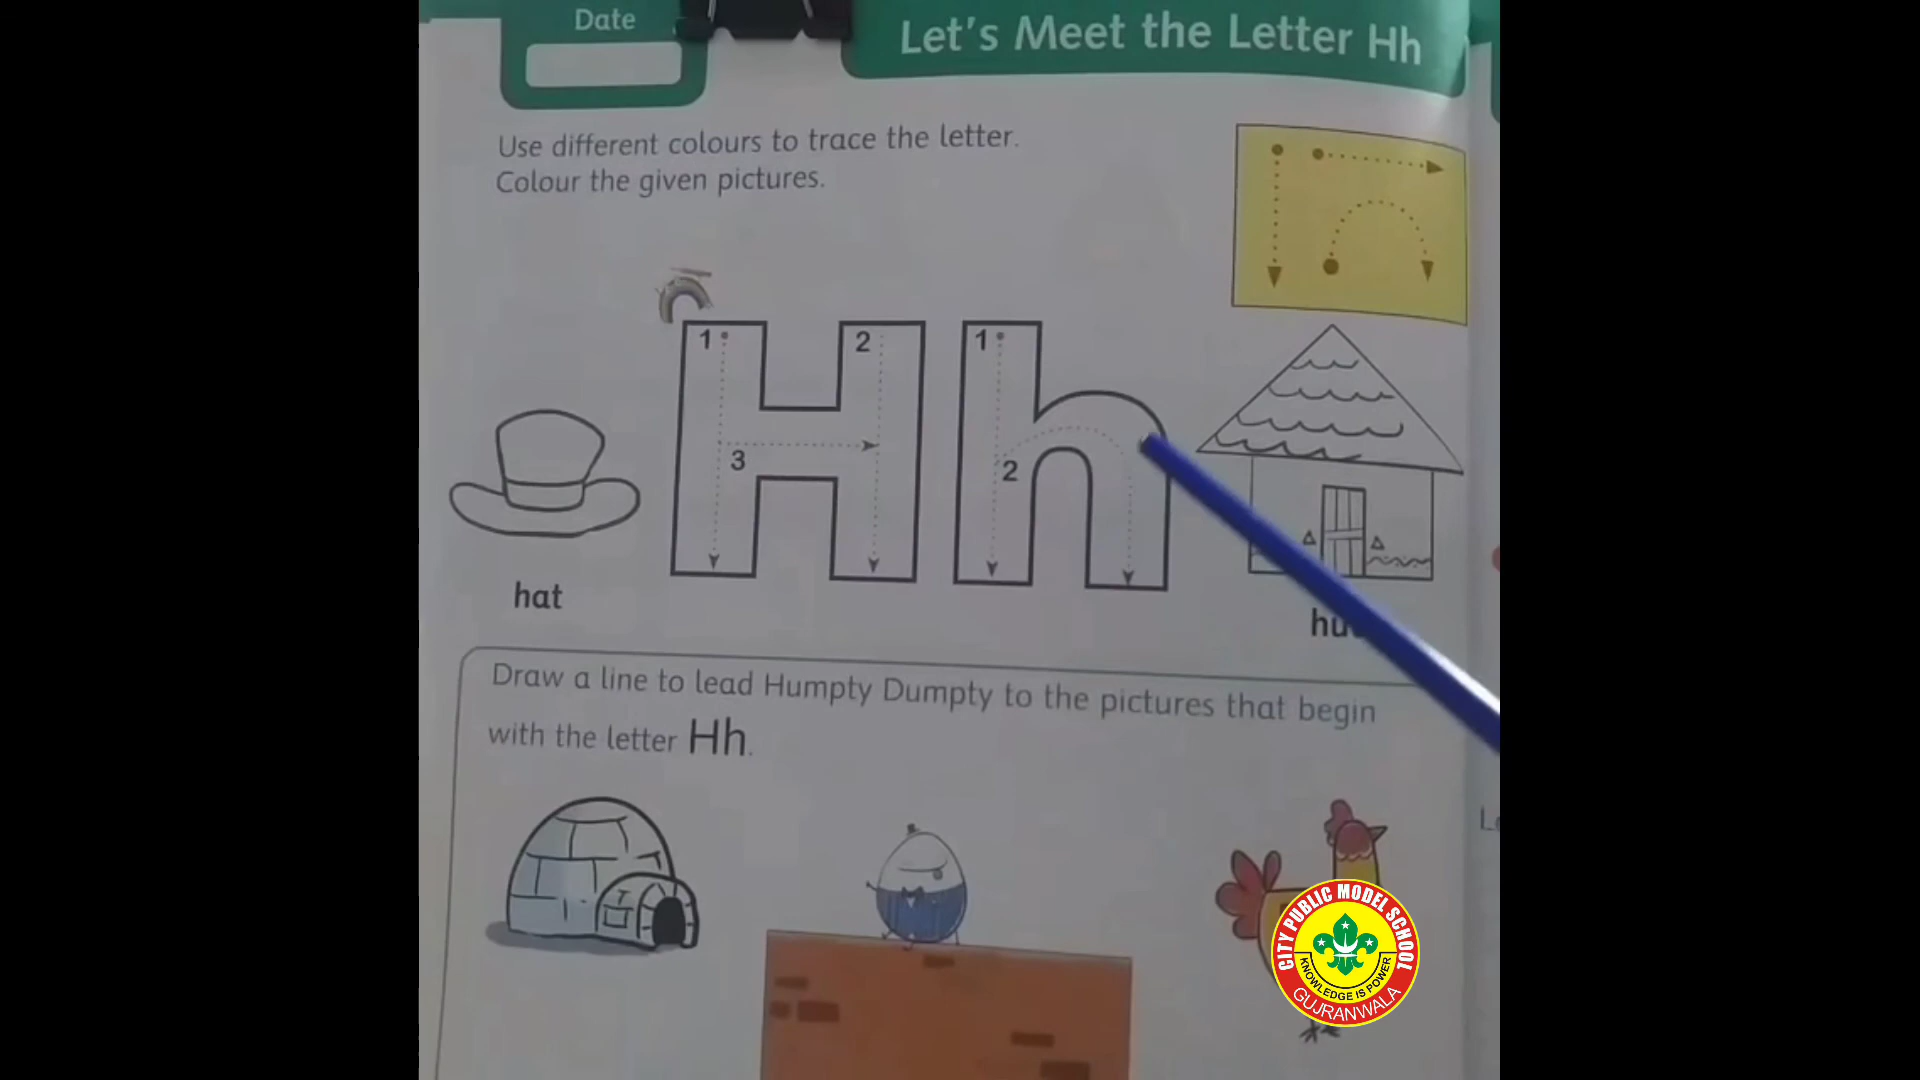 Date
Let's Meet the Letter Hh
Use different colours to trace the letter.
Colour the given pictures.
1
2
3
1
2
hat
Draw a line to lead Humpty Dumpty to the pictures that begin
with the letter Hh.
CITY PUBLIC MODEL SCHOOL
KNOWLEDGE IS POWER
GUJRANWALA